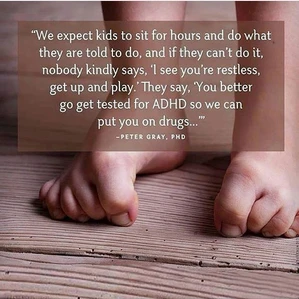 “We expect kids to sit for hours and do what
they are told to do, and if they can’t do it,
nobody kindly says, ‘I see you’re restless,
get up and play.’ They say, ‘You better
go get tested for ADHD so we can
put you on drugs...’”
–PETER GRAY, PHD